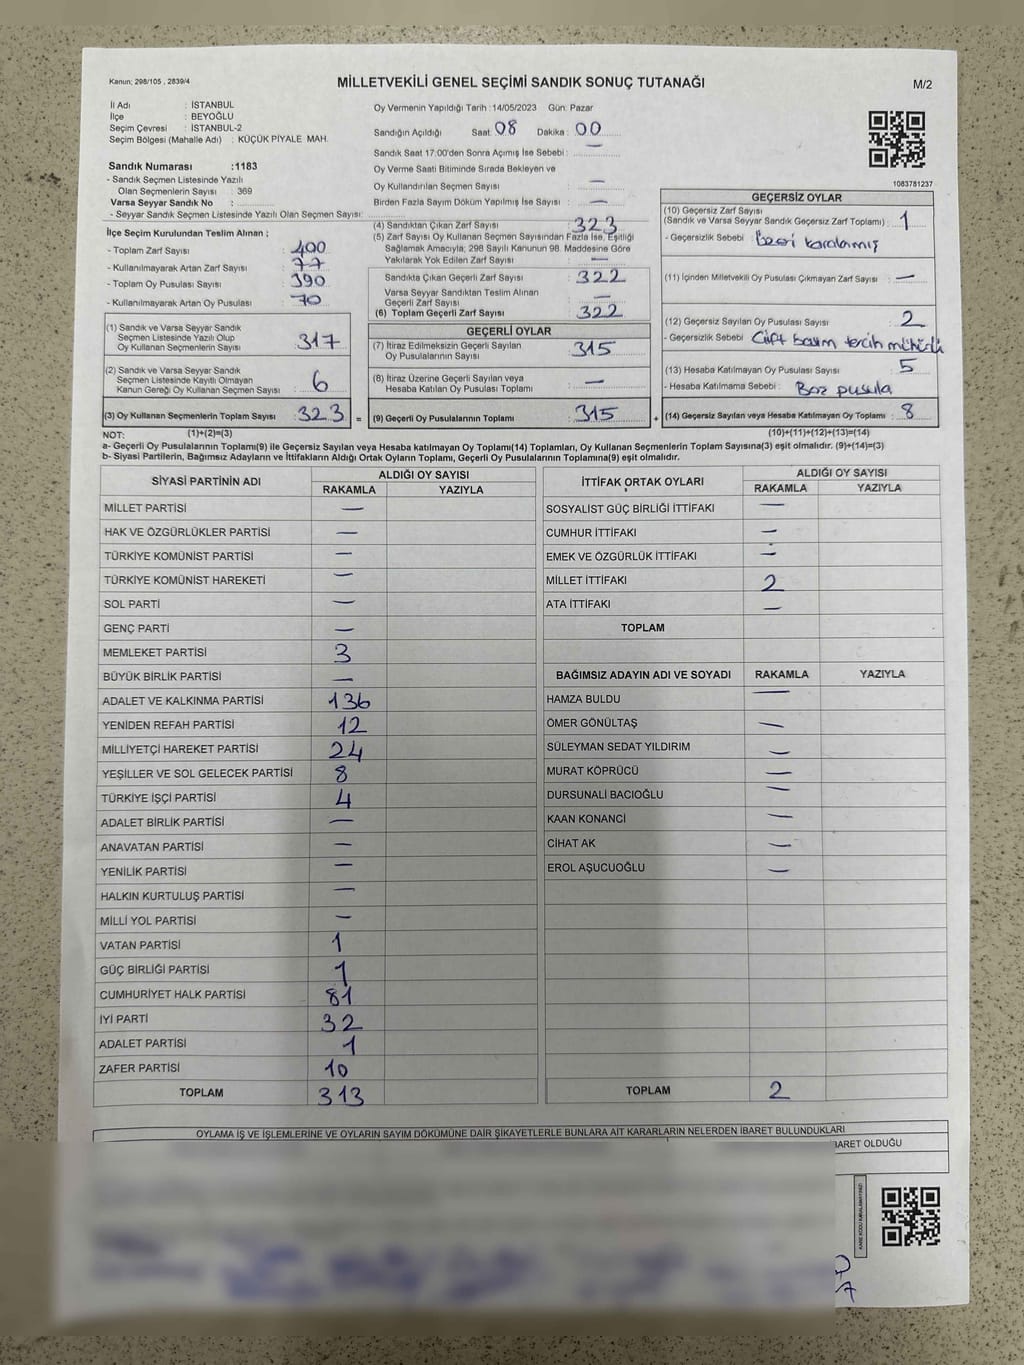 Kanun: 298/105 , 2839/4
MİLLETVEKİLİ GENEL SEÇİMİ SANDIK SONUÇ TUTANAĞI
M/2
İl Adı : İSTANBUL
İlçe : BEYOĞLU
Seçim Çevresi : İSTANBUL-2
Seçim Bölgesi (Mahalle Adı) : KÜÇÜK PİYALE MAH.
Sandık Numarası :1183
- Sandık Seçmen Listesinde Yazılı
Olan Seçmenlerin Sayısı : 369
Varsa Seyyar Sandık No :
- Seyyar Sandık Seçmen Listesinde Yazılı Olan Seçmen Sayısı:
İlçe Seçim Kurulundan Teslim Alınan ;
- Toplam Zarf Sayısı : 400
- Kullanılmayarak Artan Zarf Sayısı : 77
- Toplam Oy Pusulası Sayısı : 390
- Kullanılmayarak Artan Oy Pusulası : 70
(1) Sandık ve Varsa Seyyar Sandık
Seçmen Listesinde Yazılı Olup
Oy Kullanan Seçmenlerin Sayısı : 317
(2) Sandık ve Varsa Seyyar Sandık
Seçmen Listesinde Kayıtlı Olmayan
Kanun Gereği Oy Kullanan Seçmen Sayısı : 6
(3) Oy Kullanan Seçmenlerin Toplam Sayısı : 323
Oy Vermenin Yapıldığı Tarih : 14/05/2023 Gün: Pazar
Sandığın Açıldığı Saat: 08 Dakika : 00
Sandık Saat 17:00'den Sonra Açımış İse Sebebi : —
Oy Verme Saati Bitiminde Sırada Bekleyen ve
Oy Kullandırılan Seçmen Sayısı : —
Birden Fazla Sayım Döküm Yapılmış İse Sayısı : —
(4) Sandıktan Çıkan Zarf Sayısı : 323
(5) Zarf Sayısı Oy Kullanan Seçmen Sayısından Fazla İse, Eşitliği
Sağlamak Amacıyla; 298 Sayılı Kanunun 98. Maddesine Göre
Yakılarak Yok Edilen Zarf Sayısı : —
Sandıkta Çıkan Geçerli Zarf Sayısı : 322
Varsa Seyyar Sandıktan Teslim Alınan
Geçerli Zarf Sayısı : —
(6) Toplam Geçerli Zarf Sayısı : 322
GEÇERLİ OYLAR
(7) İtiraz Edilmeksizin Geçerli Sayılan
Oy Pusulalarının Sayısı : 315
(8) İtiraz Üzerine Geçerli Sayılan veya
Hesaba Katılan Oy Pusulası Toplamı : —
= (9) Geçerli Oy Pusulalarının Toplamı : 315 +
1083781237
GEÇERSİZ OYLAR
(10) Geçersiz Zarf Sayısı
(Sandık ve Varsa Seyyar Sandık Geçersiz Zarf Toplamı) : 1
- Geçersizlik Sebebi : karalanmış
(11) İçinden Milletvekili Oy Pusulası Çıkmayan Zarf Sayısı : —
(12) Geçersiz Sayılan Oy Pusulası Sayısı : 2
- Geçersizlik Sebebi : Çift tercih mühürlü
(13) Hesaba Katılmayan Oy Pusulası Sayısı : 5
- Hesaba Katılmama Sebebi : Boz pusula
(14) Geçersiz Sayılan veya Hesaba Katılmayan Oy Toplamı : 8
NOT: (1)+(2)=(3)
(10)+(11)+(12)+(13)=(14)
a- Geçerli Oy Pusulalarının Toplamı(9) ile Geçersiz Sayılan veya Hesaba katılmayan Oy Toplamı(14) Toplamları, Oy Kullanan Seçmenlerin Toplam Sayısına(3) eşit olmalıdır. (9)+(14)=(3)
b- Siyasi Partilerin, Bağımsız Adayların ve İttifakların Aldığı Ortak Oyların Toplamı, Geçerli Oy Pusulalarının Toplamına(9) eşit olmalıdır.
SİYASİ PARTİNİN ADI ALDIĞI OY SAYISI
RAKAMLA YAZIYLA
MİLLET PARTİSİ —
HAK VE ÖZGÜRLÜKLER PARTİSİ —
TÜRKİYE KOMÜNİST PARTİSİ —
TÜRKİYE KOMÜNİST HAREKETİ —
SOL PARTİ —
GENÇ PARTİ —
MEMLEKET PARTİSİ 3
BÜYÜK BİRLİK PARTİSİ —
ADALET VE KALKINMA PARTİSİ 136
YENİDEN REFAH PARTİSİ 12
MİLLİYETÇİ HAREKET PARTİSİ 24
YEŞİLLER VE SOL GELECEK PARTİSİ 8
TÜRKİYE İŞÇİ PARTİSİ 4
ADALET BİRLİK PARTİSİ —
ANAVATAN PARTİSİ —
YENİLİK PARTİSİ —
HALKIN KURTULUŞ PARTİSİ —
MİLLİ YOL PARTİSİ —
VATAN PARTİSİ 1
GÜÇ BİRLİĞİ PARTİSİ 1
CUMHURİYET HALK PARTİSİ 81
İYİ PARTİ 32
ADALET PARTİSİ 1
ZAFER PARTİSİ 10
TOPLAM 313
İTTİFAK ORTAK OYLARI ALDIĞI OY SAYISI
RAKAMLA YAZIYLA
SOSYALIST GÜÇ BİRLİĞİ İTTİFAKI —
CUMHUR İTTİFAKI —
EMEK VE ÖZGÜRLÜK İTTİFAKI —
MİLLET İTTİFAKI 2
ATA İTTİFAKI —
TOPLAM
BAĞIMSIZ ADAYIN ADI VE SOYADI RAKAMLA YAZIYLA
HAMZA BULDU —
ÖMER GÖNÜLTAŞ —
SÜLEYMAN SEDAT YILDIRIM —
MURAT KÖPRÜCÜ —
DURSUNALİ BACIOĞLU —
KAAN KONANCİ —
CİHAT AK —
EROL AŞUCUOĞLU —
TOPLAM 2
OYLAMA İŞ VE İŞLEMLERİNE VE OYLARIN SAYIM DÖKÜMÜNE DAİR ŞİKAYETLERLE BUNLARA AİT KARARLARIN NELERDEN İBARET BULUNDUKLARI
BARET OLDUĞU